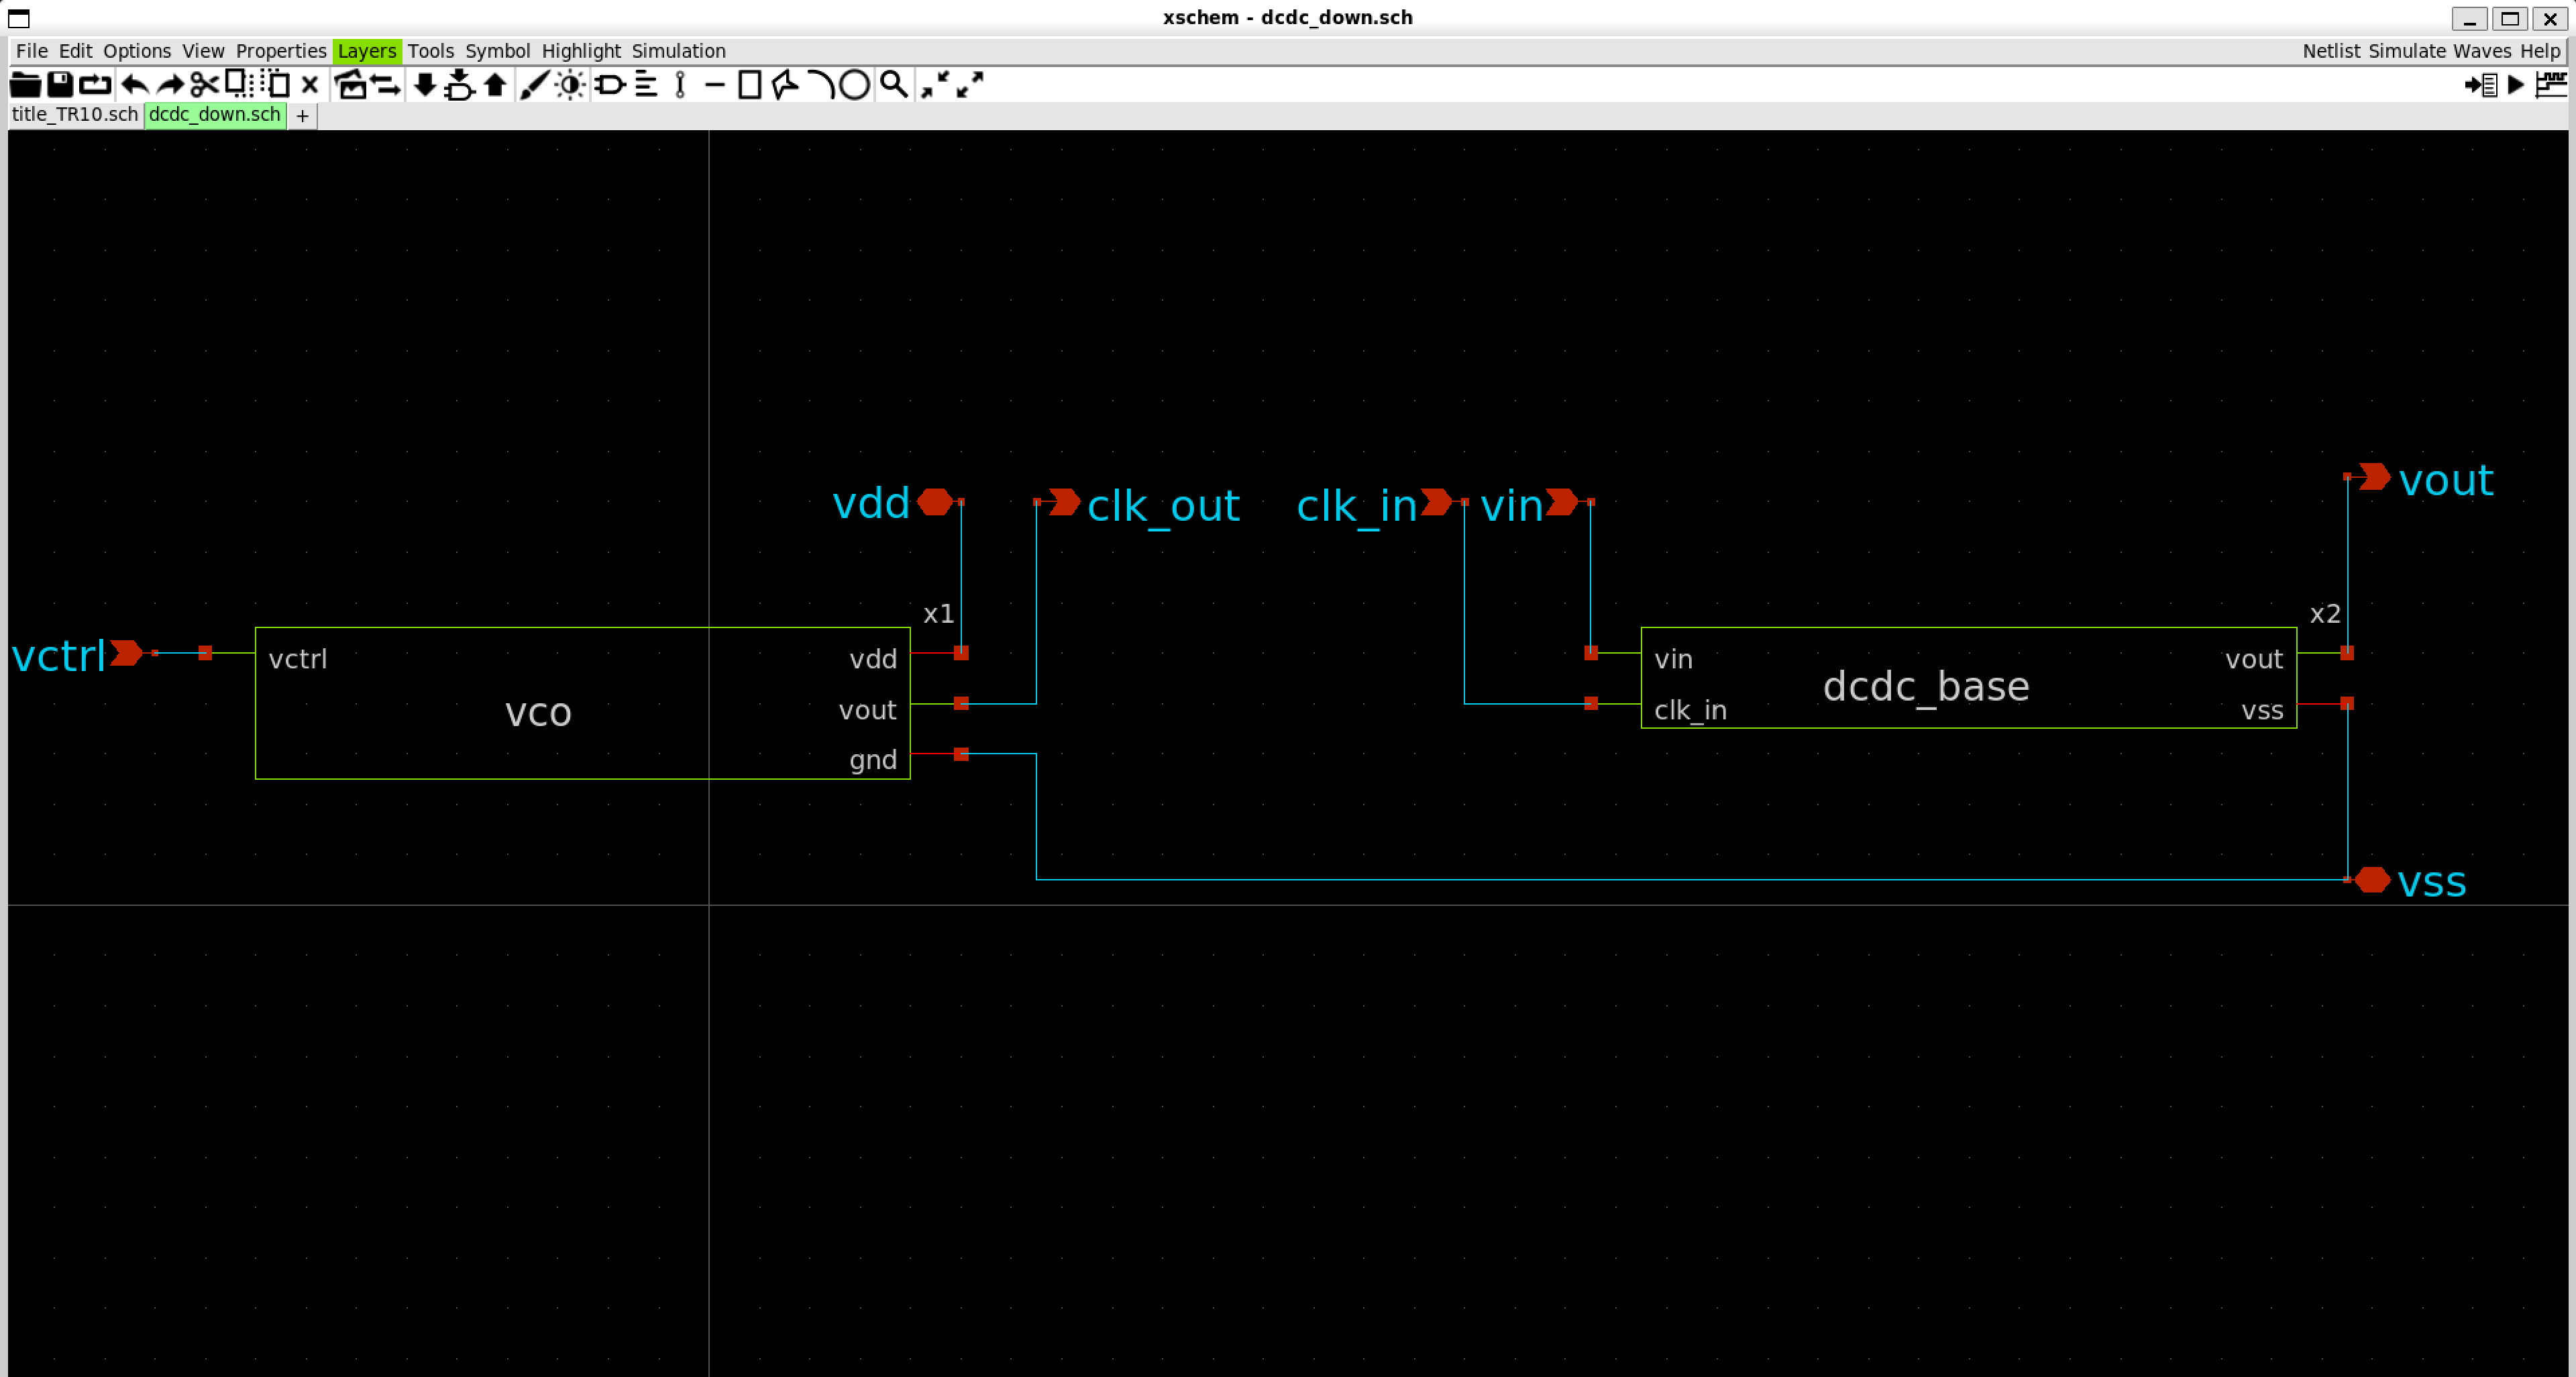 xschem - dcdc_down.sch
File Edit Options View Properties Layers Tools Symbol Highlight Simulation Netlist Simulate Waves Help
title_TR10.sch dcdc_down.sch +
vdd clk_out clk_in vin vout
x1 x2
vctrl vctrl vdd vin vout
vco dcdc_base
vout clk_in vss
gnd
vss